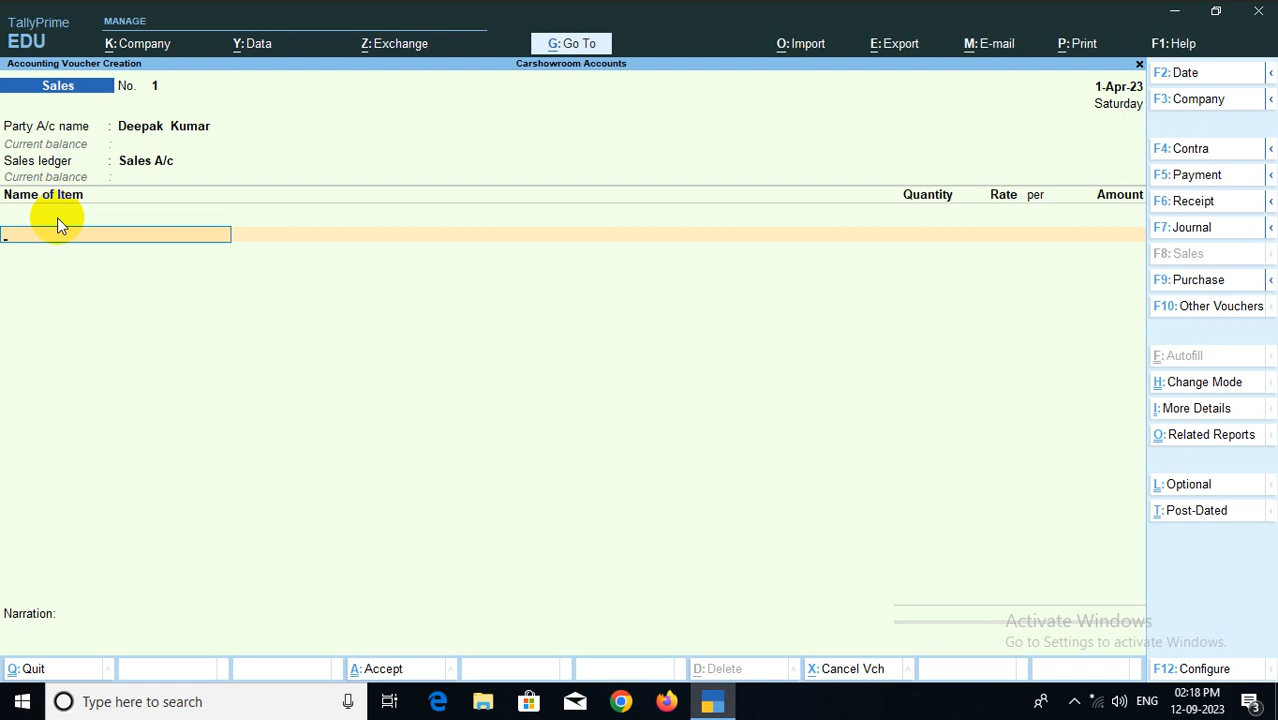 TallyPrime
EDU
MANAGE
K: Company
Y: Data
Z: Exchange
G: Go To
O: Import
E: Export
M: E-mail
P: Print
F1: Help
Accounting Voucher Creation
Carshowroom Accounts
Sales No. 1
1-Apr-23
Saturday
Party A/c name : Deepak Kumar
Current balance :
Sales ledger : Sales A/c
Current balance :
Name of Item Quantity Rate per Amount
Narration:
F2: Date
F3: Company
F4: Contra
F5: Payment
F6: Receipt
F7: Journal
F8: Sales
F9: Purchase
F10: Other Vouchers
F: Autofill
H: Change Mode
I: More Details
O: Related Reports
L: Optional
T: Post-Dated
Activate Windows
Go to Settings to activate Windows.
Q: Quit
A: Accept
D: Delete
X: Cancel Vch
F12: Configure
Type here to search
ENG
02:18 PM
12-09-2023
3